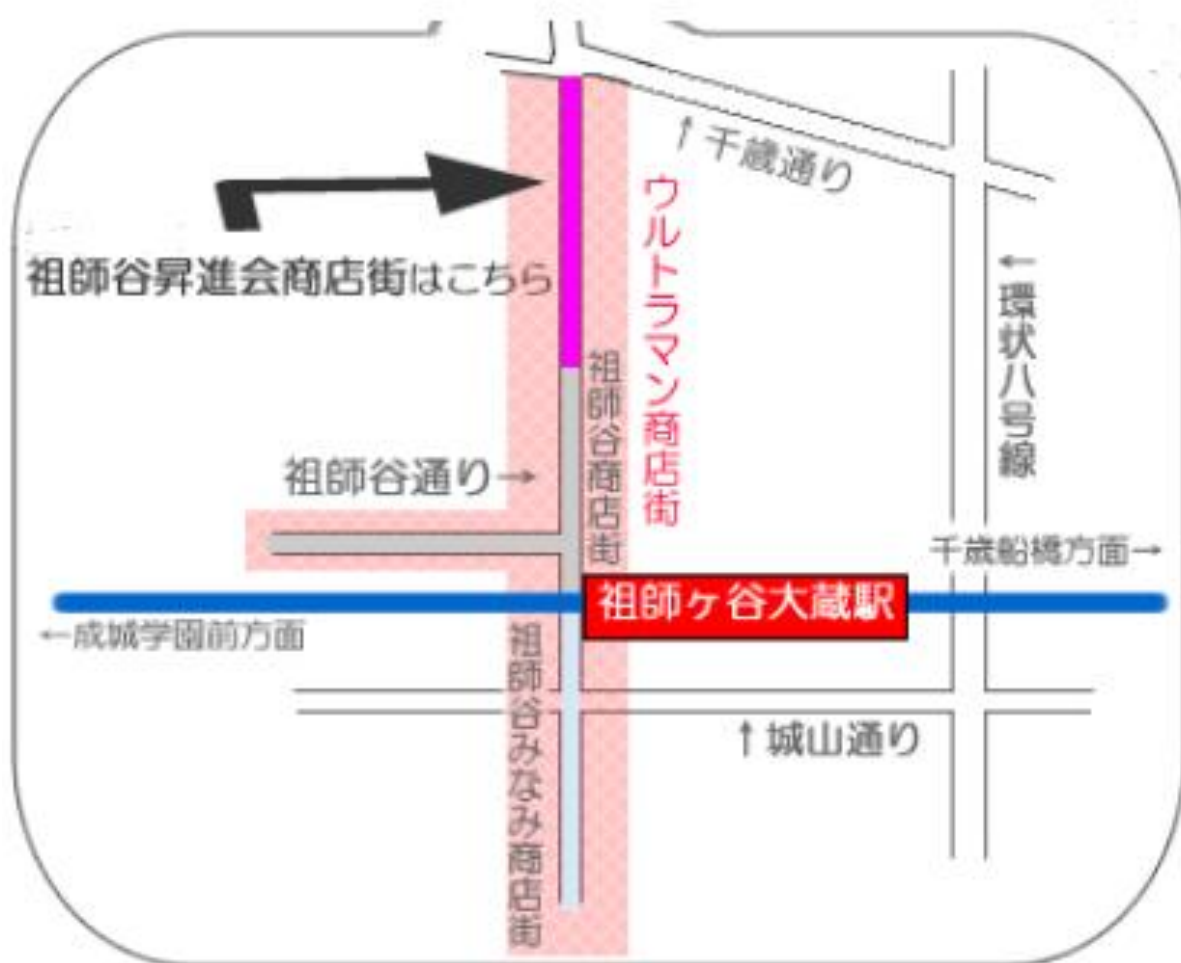 ↑千歳通り
祖師谷昇進会商店街はこちら
ウルトラマン商店街
←環状八号線
祖師谷商店街
祖師谷通り→
千歳船橋方面→
祖師ヶ谷大蔵駅
←成城学園前方面
祖師谷みなみ商店街
↑城山通り